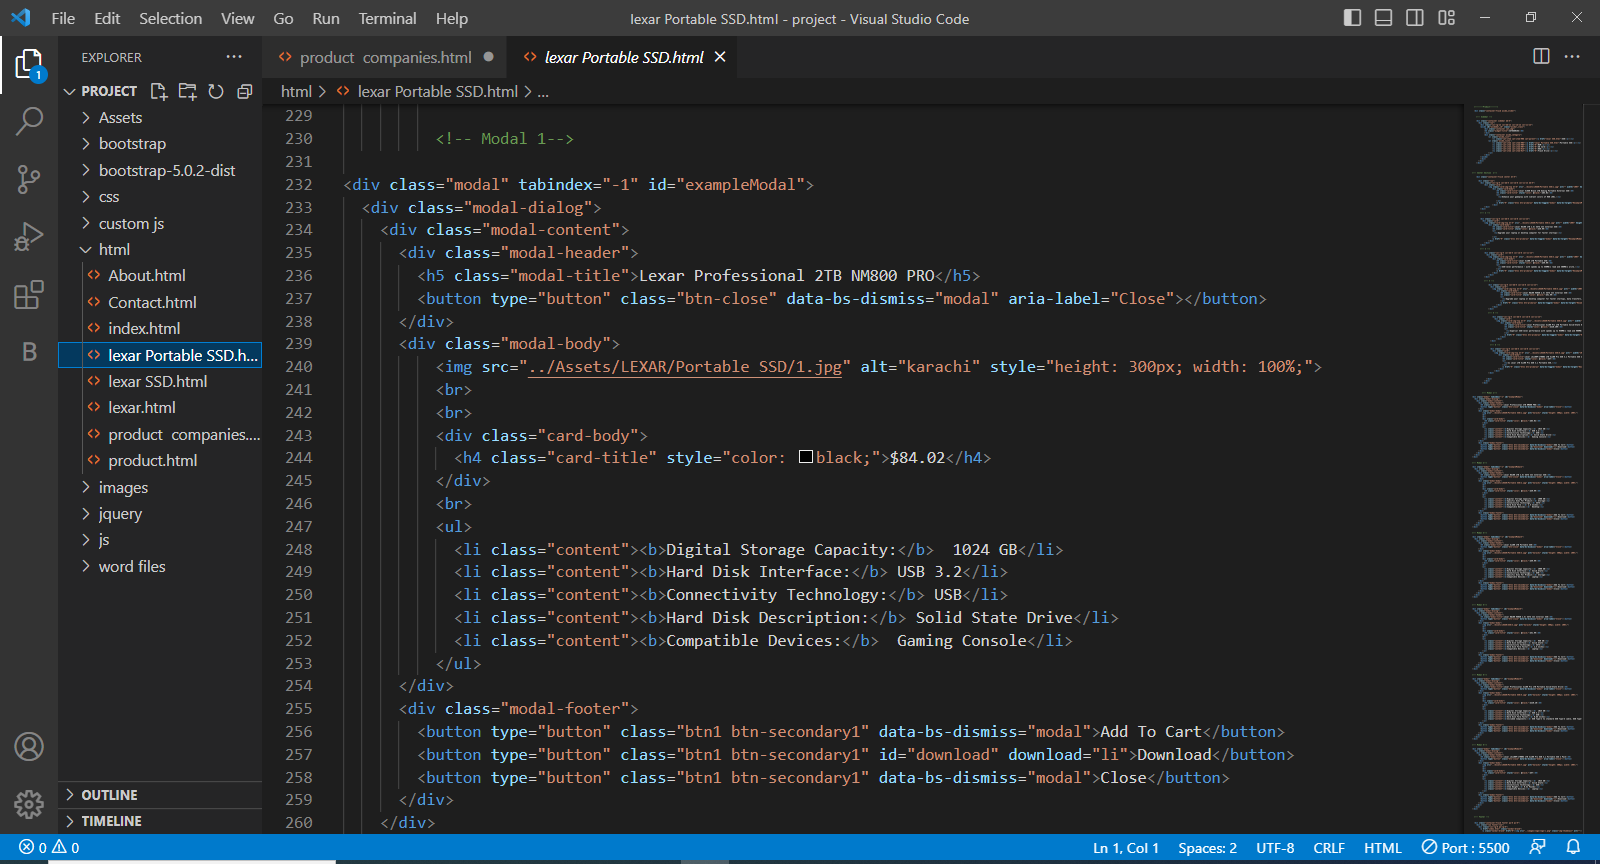 File Edit Selection View Go Run Terminal Help
lexar Portable SSD.html - project - Visual Studio Code
EXPLORER
product companies.html
lexar Portable SSD.html
PROJECT
html > lexar Portable SSD.html > ...
1
Assets
bootstrap
bootstrap-5.0.2-dist
css
custom js
html
About.html
Contact.html
index.html
lexar Portable SSD.h...
lexar SSD.html
lexar.html
product companies....
product.html
images
jquery
js
word files
OUTLINE
TIMELINE
229
230 <!-- Modal 1-->
231
232 <div class="modal" tabindex="-1" id="exampleModal">
233 <div class="modal-dialog">
234 <div class="modal-content">
235 <div class="modal-header">
236 <h5 class="modal-title">Lexar Professional 2TB NM800 PRO</h5>
237 <button type="button" class="btn-close" data-bs-dismiss="modal" aria-label="Close"></button>
238 </div>
239 <div class="modal-body">
240 <img src="../Assets/LEXAR/Portable SSD/1.jpg" alt="karachi" style="height: 300px; width: 100%;">
241 <br>
242 <br>
243 <div class="card-body">
244 <h4 class="card-title" style="color: black;">$84.02</h4>
245 </div>
246 <br>
247 <ul>
248 <li class="content"><b>Digital Storage Capacity:</b>  1024 GB</li>
249 <li class="content"><b>Hard Disk Interface:</b> USB 3.2</li>
250 <li class="content"><b>Connectivity Technology:</b> USB</li>
251 <li class="content"><b>Hard Disk Description:</b> Solid State Drive</li>
252 <li class="content"><b>Compatible Devices:</b>  Gaming Console</li>
253 </ul>
254 </div>
255 <div class="modal-footer">
256 <button type="button" class="btn1 btn-secondary1" data-bs-dismiss="modal">Add To Cart</button>
257 <button type="button" class="btn1 btn-secondary1" id="download" download="li">Download</button>
258 <button type="button" class="btn1 btn-secondary1" data-bs-dismiss="modal">Close</button>
259 </div>
260 </div>
0 0
Ln 1, Col 1 Spaces: 2 UTF-8 CRLF HTML Port : 5500